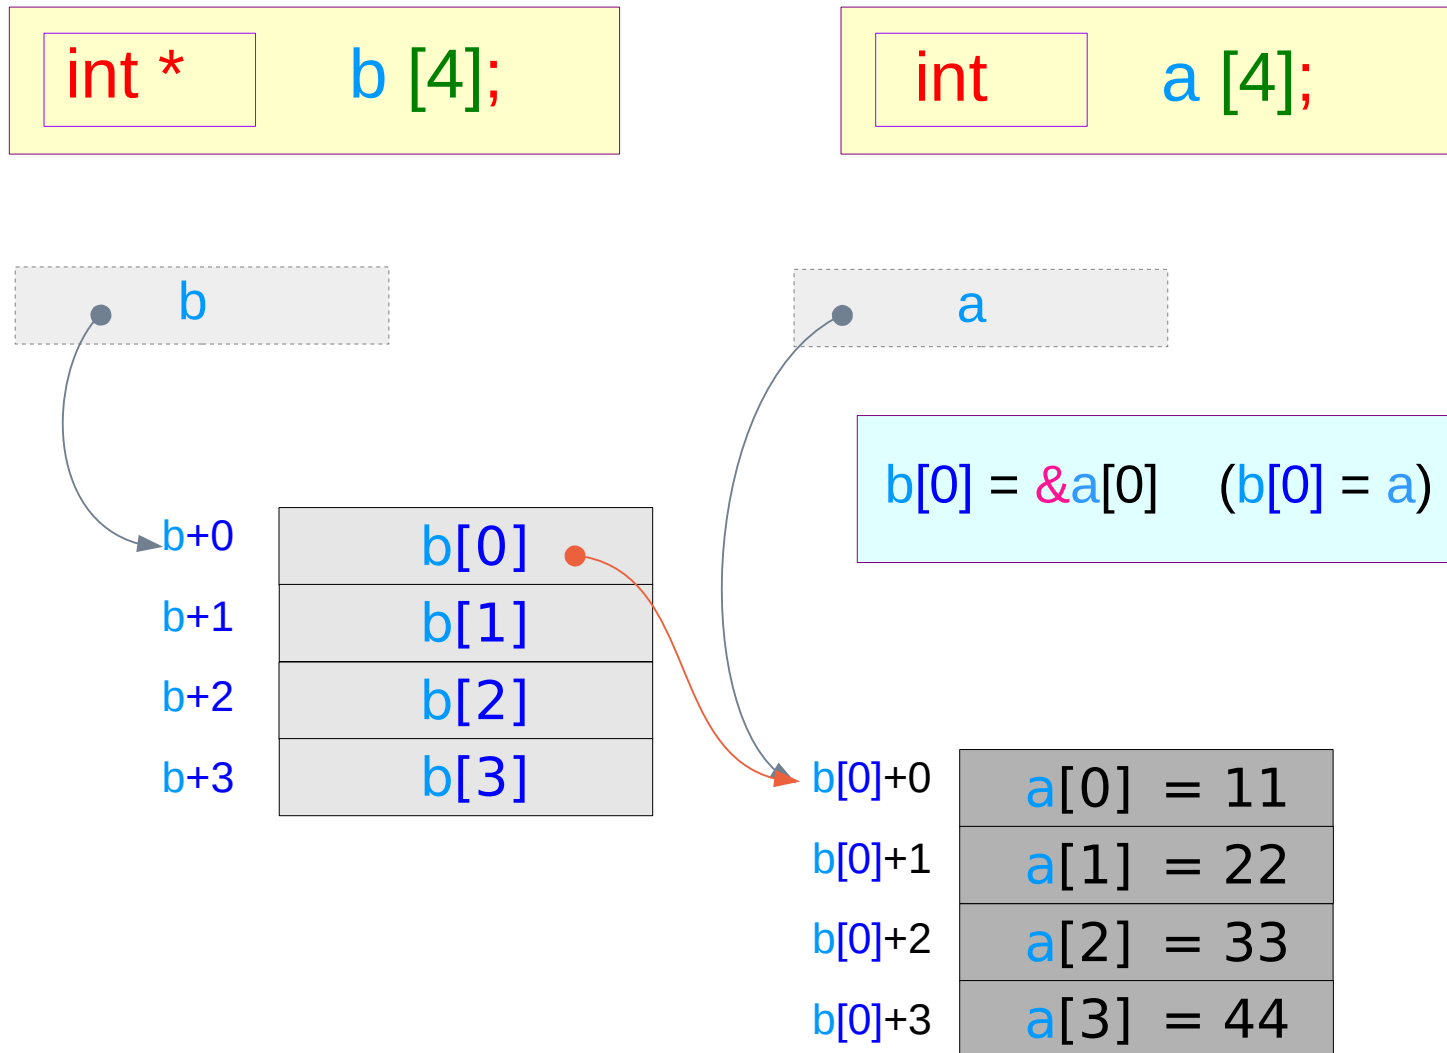 int * b [4];
int a [4];
b
a
b[0] = &a[0] (b[0] = a)
b+0 b[0]
b+1 b[1]
b+2 b[2]
b+3 b[3]
b[0]+0 a[0] = 11
b[0]+1 a[1] = 22
b[0]+2 a[2] = 33
b[0]+3 a[3] = 44